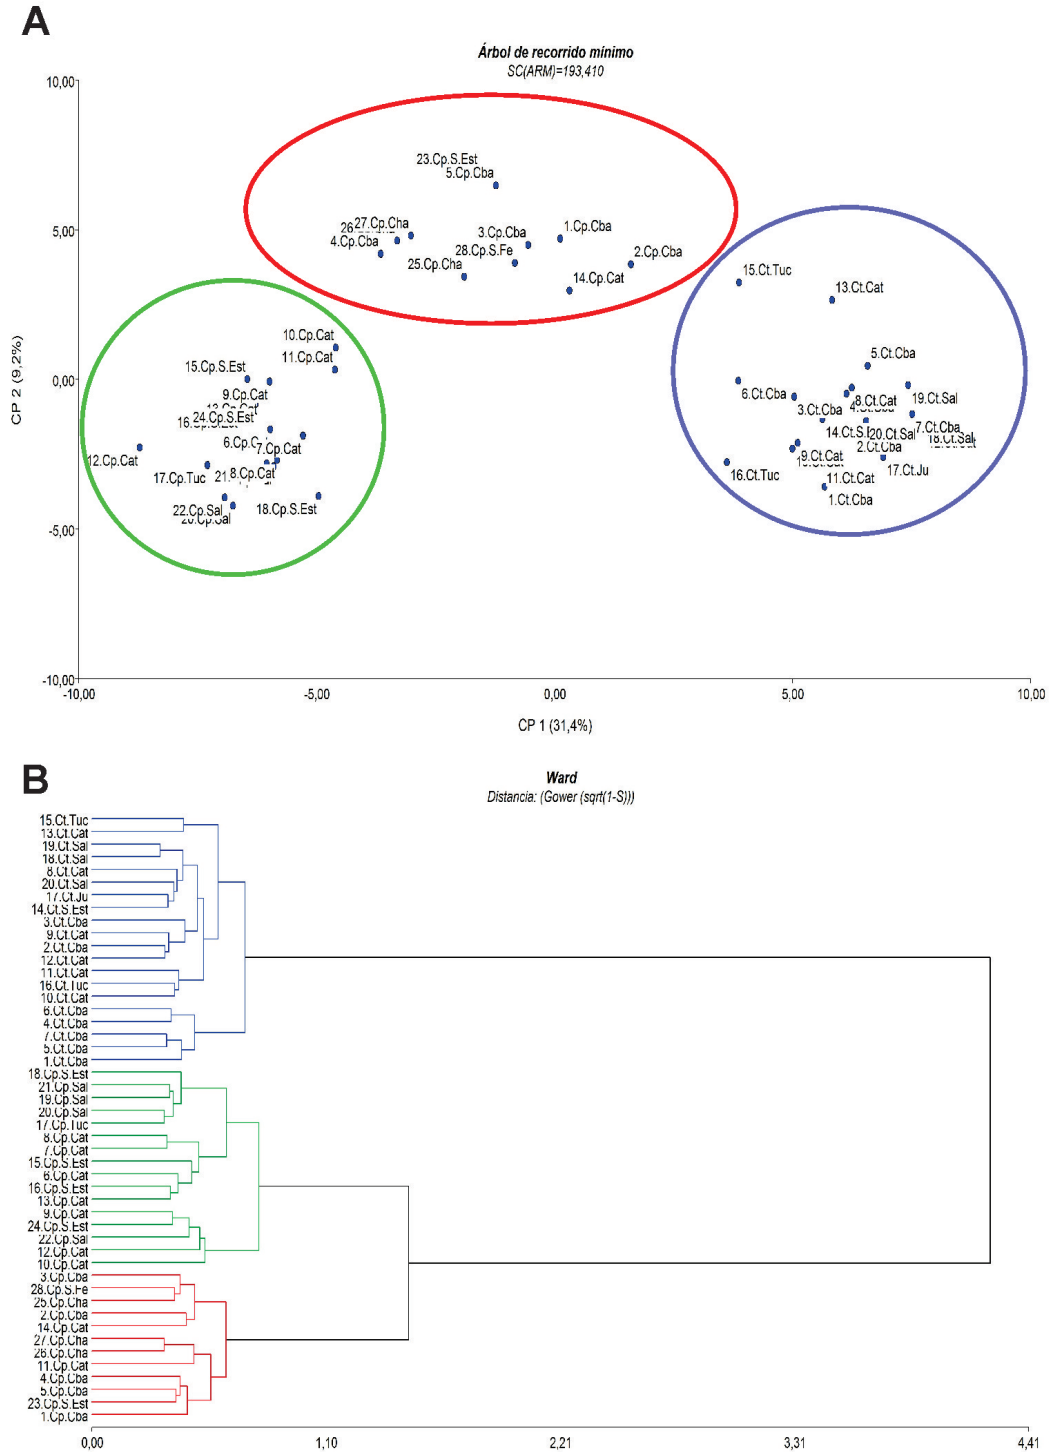 A
Árbol de recorrido mínimo
SC(ARM)=193,410
10,00
5,00
0,00
-5,00
-10,00
CP 2 (9,2%)
23.Cp.S.Est
5.Cp.Cba
27.Cp.Cha
26
4.Cp.Cba
3.Cp.Cba
1.Cp.Cba
28.Cp.S.Fe
2.Cp.Cba
25.Cp.Cha
14.Cp.Cat
15.Ct.Tuc
13.Ct.Cat
10.Cp.Cat
11.Cp.Cat
15.Cp.S.Est
9.Cp.Cat
24.Cp.S.Est
7.Cp.Cat
12.Cp.Cat
17.Cp.Tuc
8.Cp.Cat
22.Cp.Sal
20.Cp.Sal
18.Cp.S.Est
5.Ct.Cba
6.Ct.Cba
8.Ct.Cat
19.Ct.Sal
3.Ct.Cba
7.Ct.Cba
20.Ct.Sal
18.Ct.Sal
2.Ct.Cba
9.Ct.Cat
17.Ct.Ju
16.Ct.Tuc
11.Ct.Cat
1.Ct.Cba
-10,00 -5,00 0,00 5,00 10,00
CP 1 (31,4%)
B
Ward
Distancia: (Gower (sqrt(1-S)))
15.Ct.Tuc
13.Ct.Cat
19.Ct.Sal
18.Ct.Sal
8.Ct.Cat
20.Ct.Sal
17.Ct.Ju
14.Ct.S.Est
3.Ct.Cba
9.Ct.Cat
2.Ct.Cba
12.Ct.Cat
11.Ct.Cat
16.Ct.Tuc
10.Ct.Cat
6.Ct.Cba
4.Ct.Cba
7.Ct.Cba
5.Ct.Cba
1.Ct.Cba
18.Cp.S.Est
21.Cp.Sal
19.Cp.Sal
20.Cp.Sal
17.Cp.Tuc
8.Cp.Cat
7.Cp.Cat
15.Cp.S.Est
6.Cp.Cat
16.Cp.S.Est
13.Cp.Cat
9.Cp.Cat
24.Cp.S.Est
22.Cp.Sal
12.Cp.Cat
10.Cp.Cat
3.Cp.Cba
28.Cp.S.Fe
25.Cp.Cha
2.Cp.Cba
14.Cp.Cat
27.Cp.Cha
26.Cp.Cha
11.Cp.Cat
4.Cp.Cba
5.Cp.Cba
23.Cp.S.Est
1.Cp.Cba
0,00 1,10 2,21 3,31 4,41